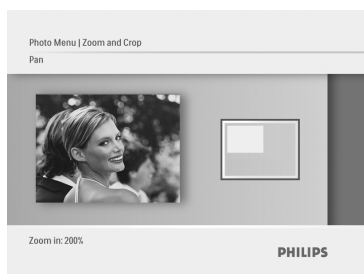 Photo Menu | Zoom and Crop
Pan
Zoom in: 200%
PHILIPS